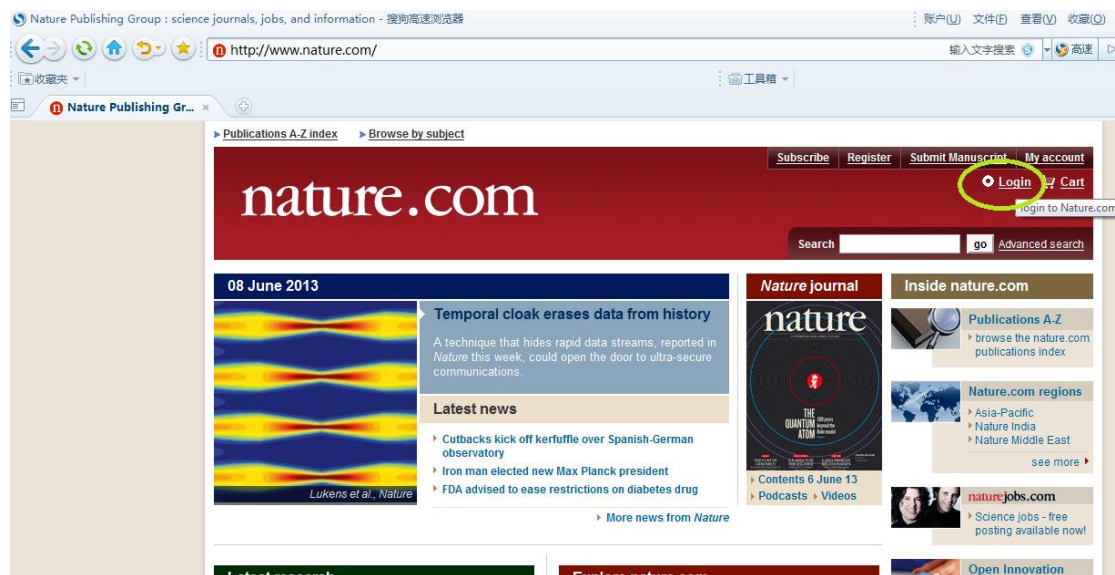 Nature Publishing Group : science journals, jobs, and information - 搜狗高速浏览器
账户(U) 文件(F) 查看(V) 收藏(O)
http://www.nature.com/
输入文字搜索
高速
收藏夹
工具箱
Nature Publishing Gr...
Publications A-Z index
Browse by subject
Subscribe Register Submit Manuscript My account
Login Cart
login to Nature.com
nature.com
Search go Advanced search
08 June 2013
Temporal cloak erases data from history
A technique that hides rapid data streams, reported in
Nature this week, could open the door to ultra-secure
communications.
Lukens et al., Nature
Latest news
Cutbacks kick off kerfuffle over Spanish-German
observatory
Iron man elected new Max Planck president
FDA advised to ease restrictions on diabetes drug
More news from Nature
Nature journal
nature
THE
QUANTUM
ATOM
Contents 6 June 13
Podcasts Videos
Inside nature.com
Publications A-Z
browse the nature.com
publications index
Nature.com regions
Asia-Pacific
Nature India
Nature Middle East
see more
naturejobs.com
Science jobs - free
posting available now!
Open Innovation
Latest research
Explore nature.com